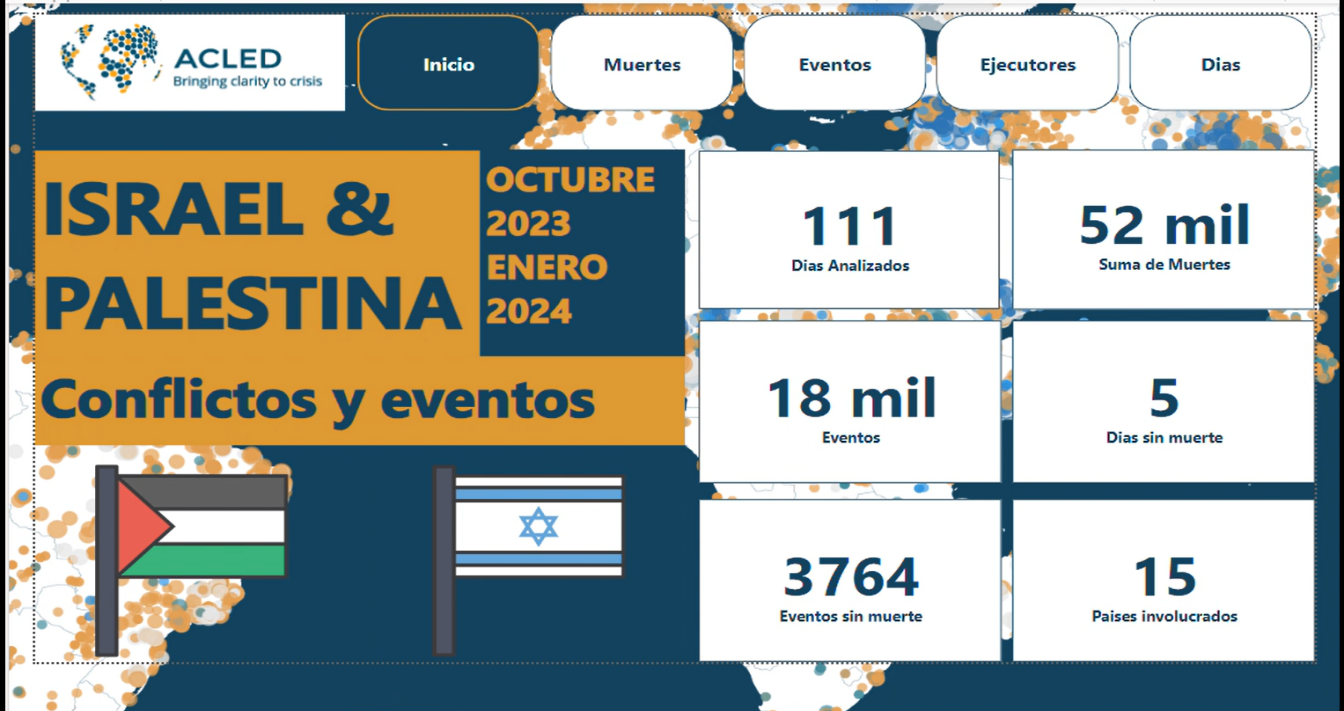 ACLED
Bringing clarity to crisis
Inicio
Muertes
Eventos
Ejecutores
Dias
ISRAEL &
PALESTINA
OCTUBRE
2023
ENERO
2024
Conflictos y eventos
111
Dias Analizados
52 mil
Suma de Muertes
18 mil
Eventos
5
Dias sin muerte
3764
Eventos sin muerte
15
Paises involucrados